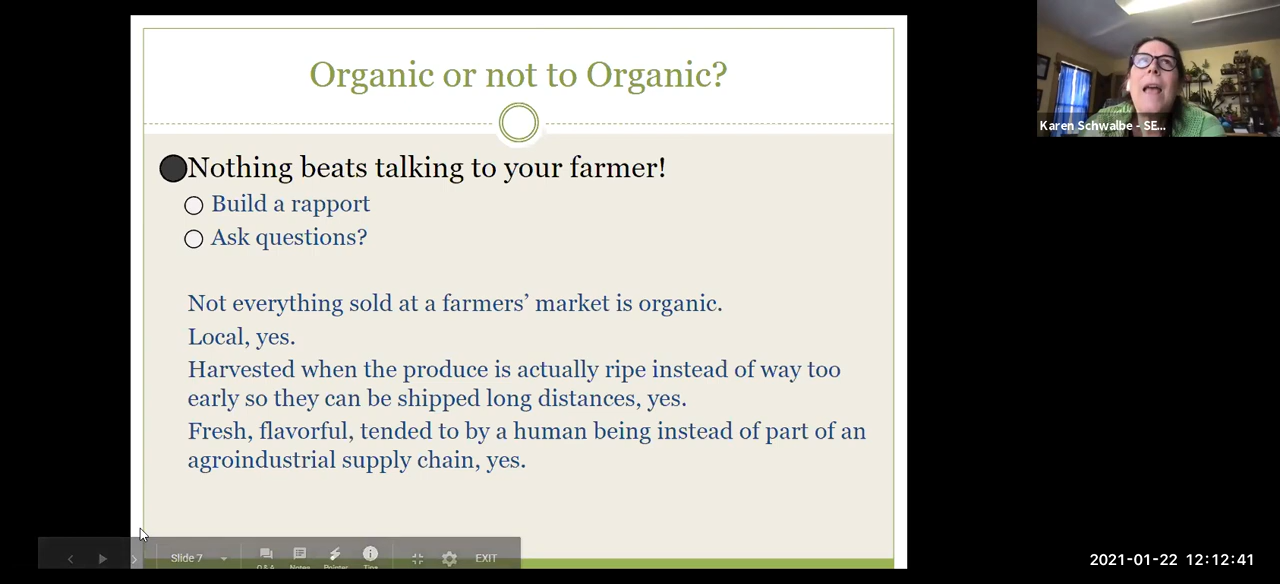 Organic or not to Organic?
Nothing beats talking to your farmer!
Build a rapport
Ask questions?
Not everything sold at a farmers’ market is organic.
Local, yes.
Harvested when the produce is actually ripe instead of way too
early so they can be shipped long distances, yes.
Fresh, flavorful, tended to by a human being instead of part of an
agroindustrial supply chain, yes.
Karen Schwalbe - SE...
Slide 7
EXIT
2021-01-22 12:12:41